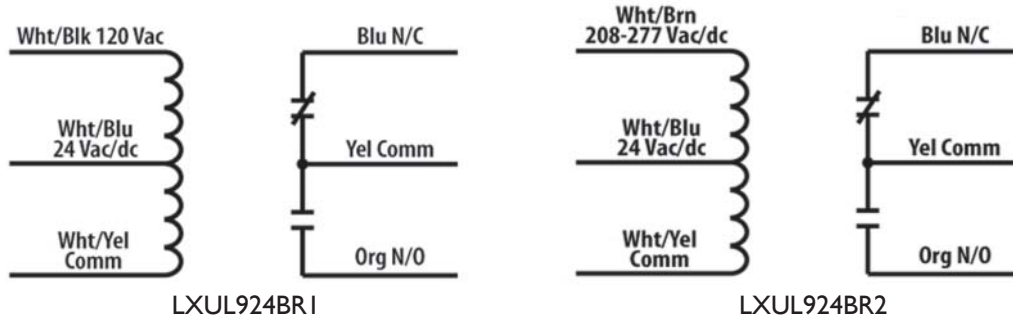 Wht/Blk 120 Vac
Blu N/C
Wht/Blu
24 Vac/dc
Yel Comm
Wht/Yel
Comm
Org N/O
LXUL924BR1
Wht/Brn
208-277 Vac/dc
Blu N/C
Wht/Blu
24 Vac/dc
Yel Comm
Wht/Yel
Comm
Org N/O
LXUL924BR2